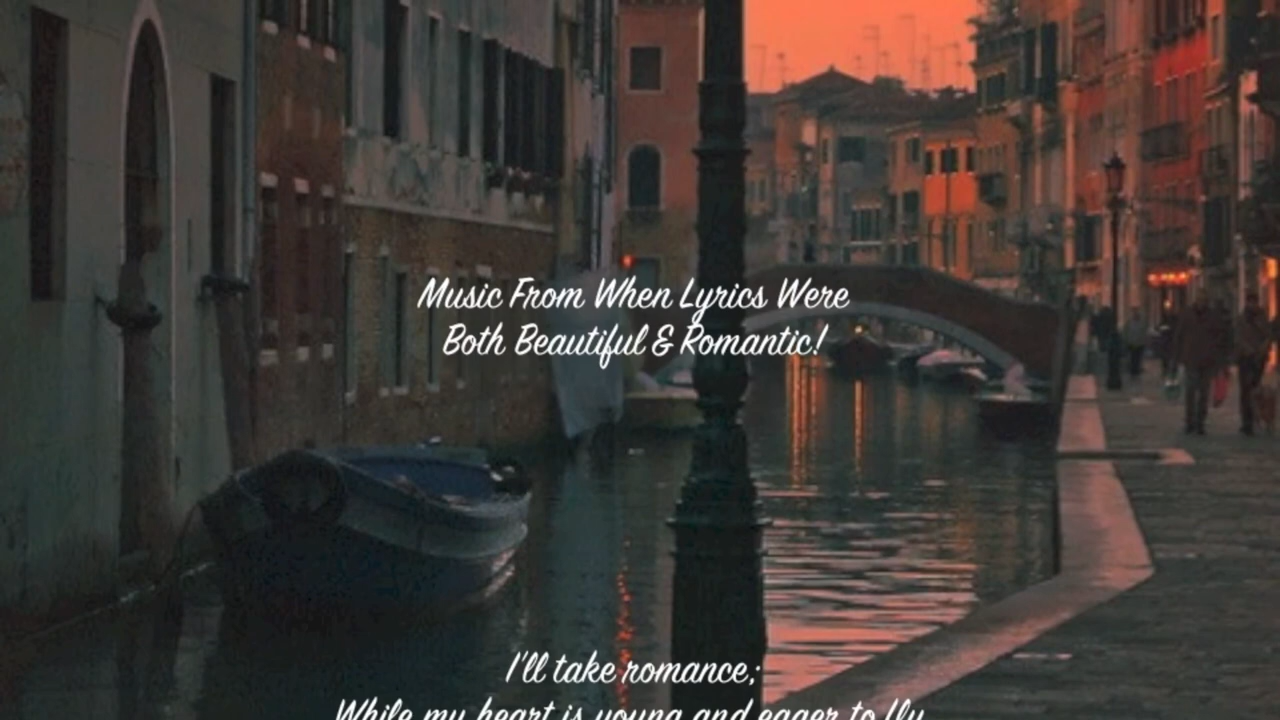 Music From When Lyrics Were
Both Beautiful & Romantic!
I'll take romance;
While my heart is young and eager to fly